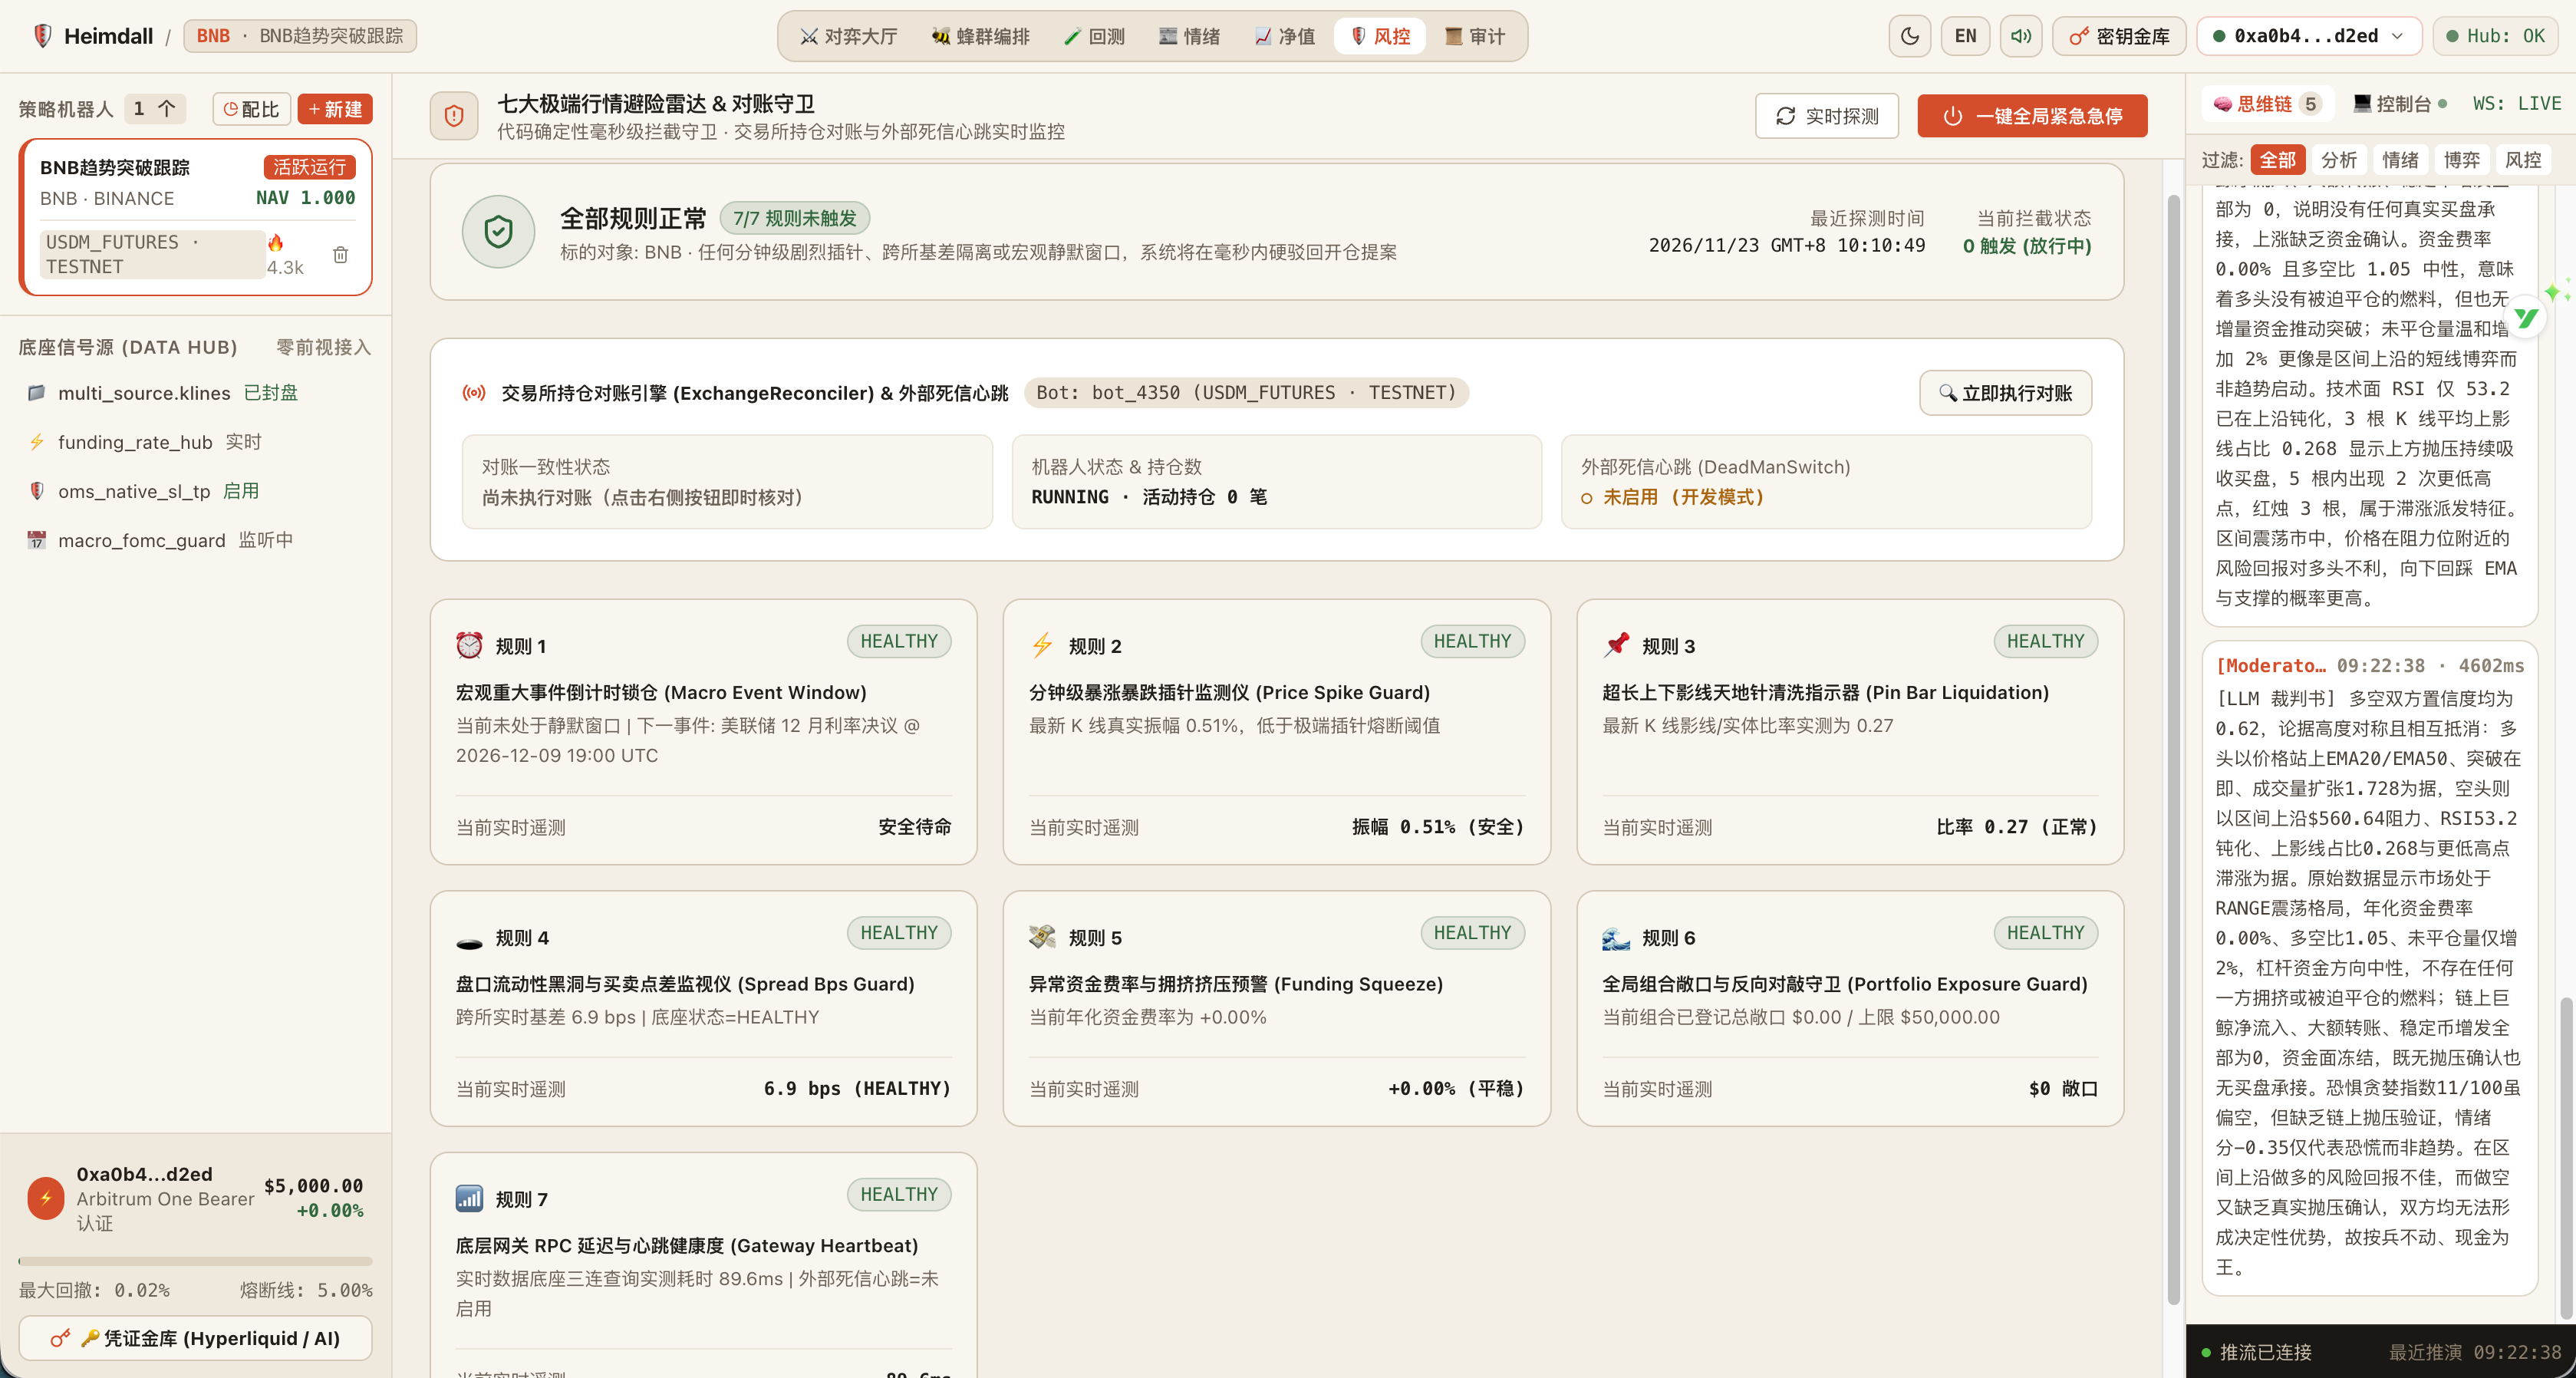 Heimdall / BNB · BNB趋势突破跟踪
对弈大厅 蜂群编排 回测 情绪 净值 风控 审计
EN 密钥金库 0xa0b4...d2ed Hub: OK
策略机器人 1 个 配比 +新建
BNB趋势突破跟踪 活跃运行
BNB · BINANCE NAV 1.000
USDM_FUTURES · TESTNET 4.3k
底座信号源 (DATA HUB) 零前视接入
multi_source.klines 已封盘
funding_rate_hub 实时
oms_native_sl_tp 启用
macro_fomc_guard 监听中
0xa0b4...d2ed $5,000.00
Arbitrum One Bearer 认证 +0.00%
最大回撤: 0.02% 熔断线: 5.00%
凭证金库 (Hyperliquid / AI)
七大极端行情避险雷达 & 对账守卫
代码确定性毫秒级拦截守卫 · 交易所持仓对账与外部死信心跳实时监控
实时探测 一键全局紧急急停
全部规则正常 7/7 规则未触发
标的对象: BNB · 任何分钟级剧烈插针、跨所基差隔离或宏观静默窗口，系统将在毫秒内硬驳回开仓提案
最近探测时间 当前拦截状态
2026/11/23 GMT+8 10:10:49 0 触发 (放行中)
交易所持仓对账引擎 (ExchangeReconciler) & 外部死信心跳 Bot: bot_4350 (USDM_FUTURES · TESTNET) 立即执行对账
对账一致性状态
尚未执行对账（点击右侧按钮即时核对）
机器人状态 & 持仓数
RUNNING · 活动持仓 0 笔
外部死信心跳 (DeadManSwitch)
未启用 (开发模式)
规则 1 HEALTHY
宏观重大事件倒计时锁仓 (Macro Event Window)
当前未处于静默窗口 | 下一事件: 美联储 12 月利率决议 @
2026-12-09 19:00 UTC
当前实时遥测 安全待命
规则 2 HEALTHY
分钟级暴涨暴跌插针监测仪 (Price Spike Guard)
最新 K 线真实振幅 0.51%，低于极端插针熔断阈值
当前实时遥测 振幅 0.51% (安全)
规则 3 HEALTHY
超长上下影线天地针清洗指示器 (Pin Bar Liquidation)
最新 K 线影线/实体比率实测为 0.27
当前实时遥测 比率 0.27 (正常)
规则 4 HEALTHY
盘口流动性黑洞与买卖点差监视仪 (Spread Bps Guard)
跨所实时基差 6.9 bps | 底座状态=HEALTHY
当前实时遥测 6.9 bps (HEALTHY)
规则 5 HEALTHY
异常资金费率与拥挤挤压预警 (Funding Squeeze)
当前年化资金费率为 +0.00%
当前实时遥测 +0.00% (平稳)
规则 6 HEALTHY
全局组合敞口与反向对敲守卫 (Portfolio Exposure Guard)
当前组合已登记总敞口 $0.00 / 上限 $50,000.00
当前实时遥测 $0 敞口
规则 7 HEALTHY
底层网关 RPC 延迟与心跳健康度 (Gateway Heartbeat)
实时数据底座三连查询实测耗时 89.6ms | 外部死信心跳=未
启用
当前实时遥测 89.6ms
思维链 5 控制台 WS: LIVE
过滤: 全部 分析 情绪 博弈 风控
部为 0，说明没有任何真实买盘承
接，上涨缺乏资金确认。资金费率
0.00% 且多空比 1.05 中性，意味
着多头没有被迫平仓的燃料，但也无
增量资金推动突破；未平仓量温和增
加 2% 更像是区间上沿的短线博弈而
非趋势启动。技术面 RSI 仅 53.2
已在上沿钝化，3 根 K 线平均上影
线占比 0.268 显示上方抛压持续吸
收买盘，5 根内出现 2 次更低高
点，红烛 3 根，属于滞涨派发特征。
区间震荡市中，价格在阻力位附近的
风险回报对多头不利，向下回踩 EMA
与支撑的概率更高。
[Moderato… 09:22:38 · 4602ms
[LLM 裁判书] 多空双方置信度均为
0.62，论据高度对称且相互抵消：多
头以价格站上EMA20/EMA50、突破在
即、成交量扩张1.728为据，空头则
以区间上沿$560.64阻力、RSI53.2
钝化、上影线占比0.268与更低高点
滞涨为据。原始数据显示市场处于
RANGE震荡格局，年化资金费率
0.00%、多空比1.05、未平仓量仅增
2%，杠杆资金方向中性，不存在任何
一方拥挤或被迫平仓的燃料；链上巨
鲸净流入、大额转账、稳定币增发全
部为0，资金面冻结，既无抛压确认也
无买盘承接。恐惧贪婪指数11/100虽
偏空，但缺乏链上抛压验证，情绪
分-0.35仅代表恐慌而非趋势。在区
间上沿做多的风险回报不佳，而做空
又缺乏真实抛压确认，双方均无法形
成决定性优势，故按兵不动、现金为
王。
推流已连接 最近推演 09:22:38